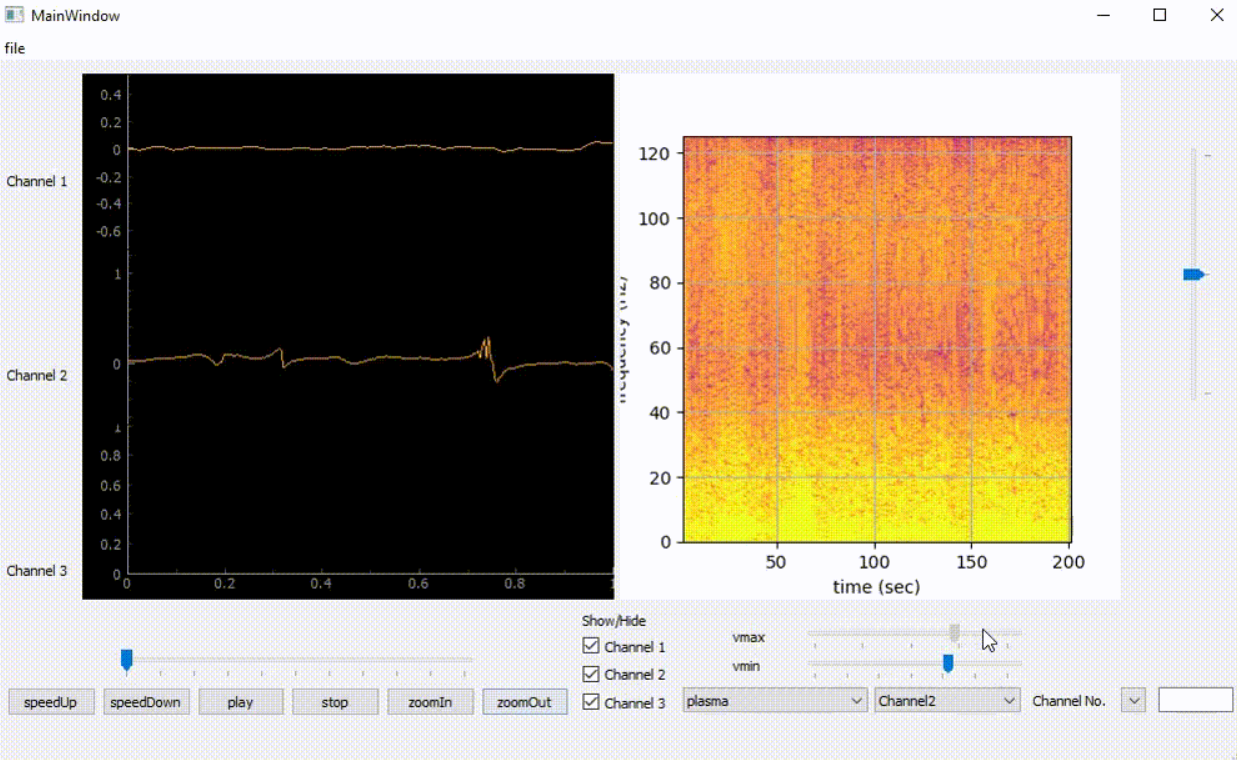 MainWindow
file
Channel 1
0.4
0.2
0
-0.2
-0.4
-0.6
Channel 2
1
0
Channel 3
1
0.8
0.6
0.4
0.2
0
0 0.2 0.4 0.6 0.8 1
120
100
80
60
40
20
0
50 100 150 200
time (sec)
Show/Hide
Channel 1
Channel 2
Channel 3
vmax
vmin
speedUp speedDown play stop zoomIn zoomOut
plasma Channel2 Channel No.